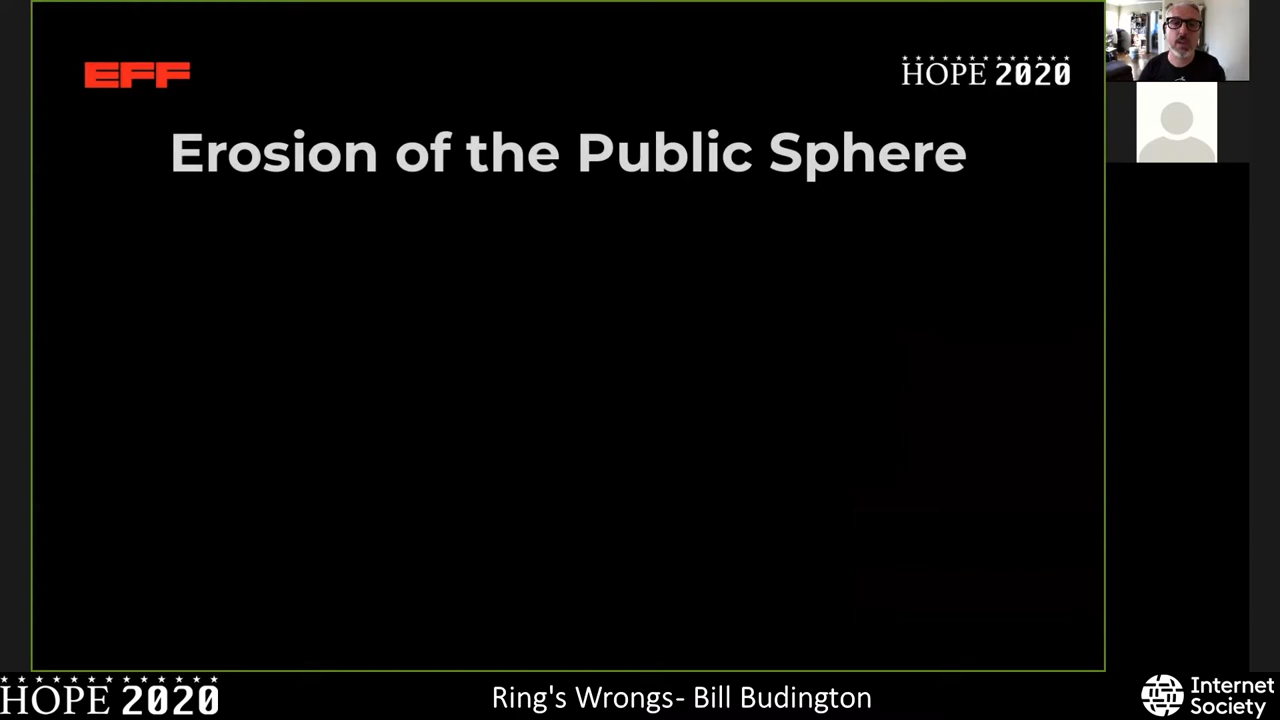 EFF
HOPE 2020
Erosion of the Public Sphere
HOPE 2020
Ring's Wrongs- Bill Budington
Internet
Society